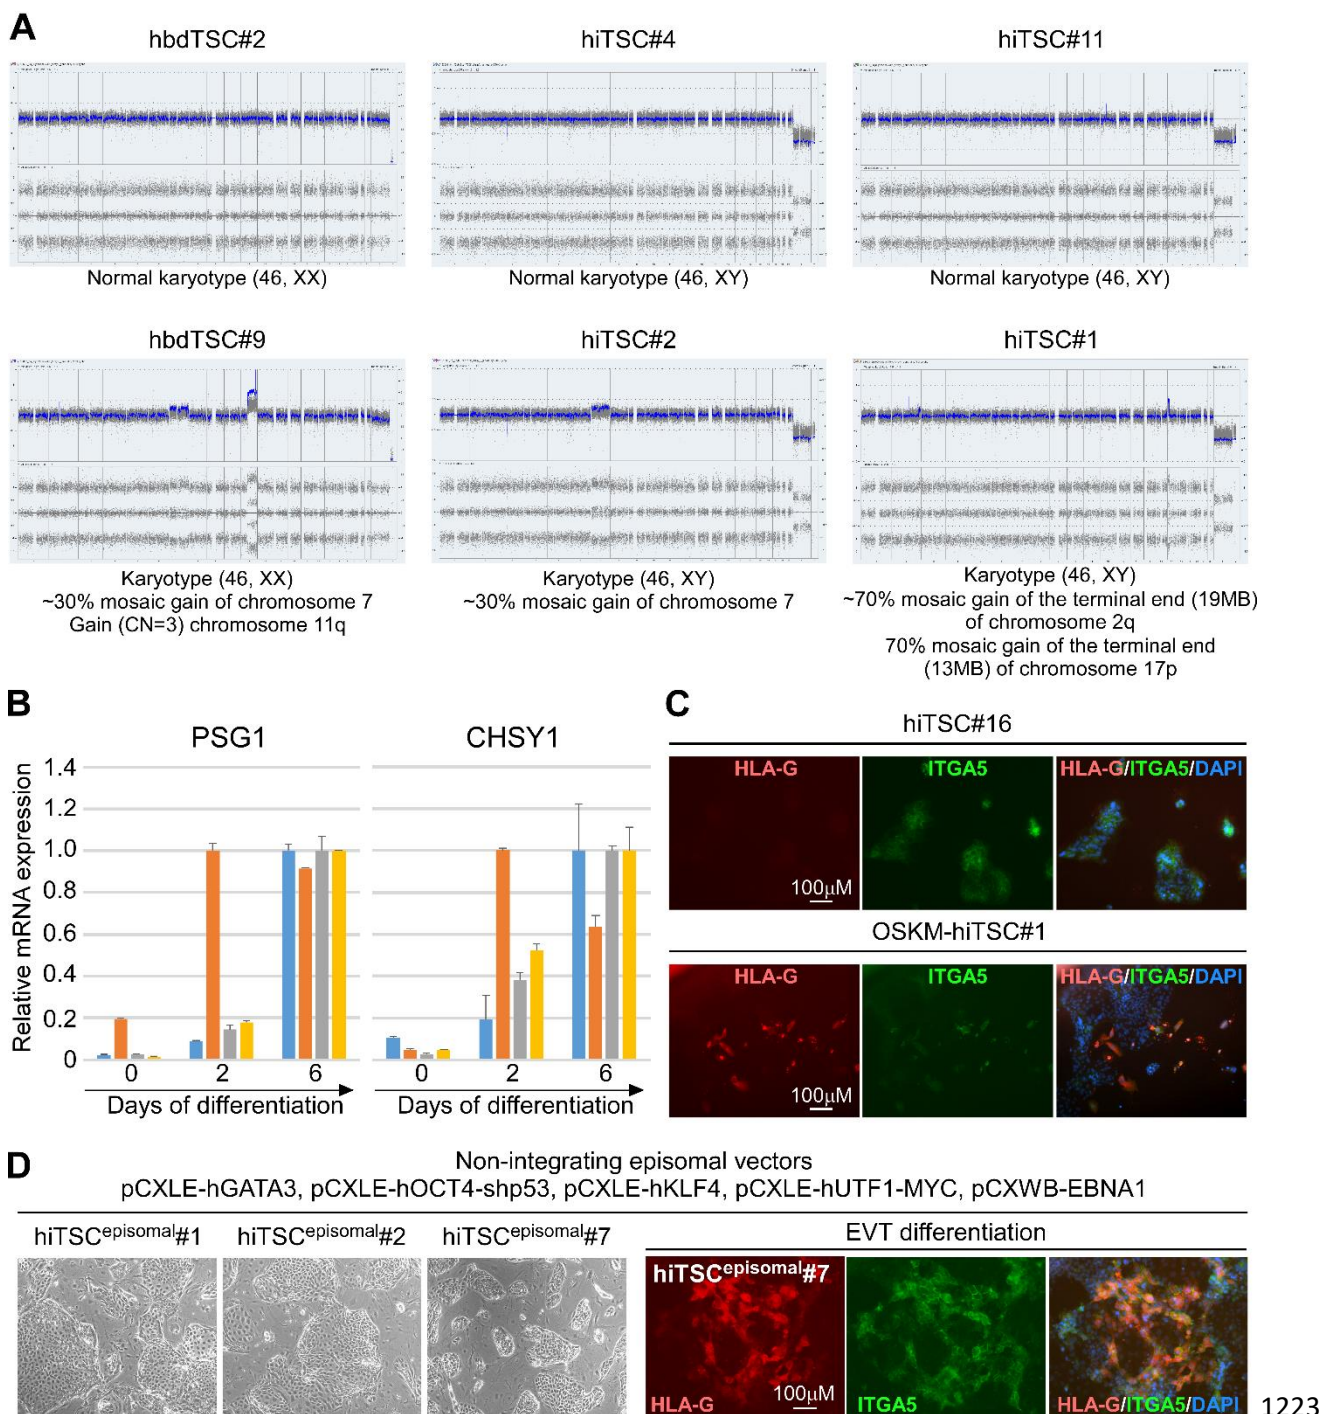 A
hbdTSC#2
hiTSC#4
hiTSC#11
Normal karyotype (46, XX)
Normal karyotype (46, XY)
Normal karyotype (46, XY)
hbdTSC#9
hiTSC#2
hiTSC#1
Karyotype (46, XX)
~30% mosaic gain of chromosome 7
Gain (CN=3) chromosome 11q
Karyotype (46, XY)
~30% mosaic gain of chromosome 7
Karyotype (46, XY)
~70% mosaic gain of the terminal end (19MB)
of chromosome 2q
70% mosaic gain of the terminal end
(13MB) of chromosome 17p
B
PSG1
CHSY1
Relative mRNA expression
1.4
1.2
1.0
0.8
0.6
0.4
0.2
0
0 2 6
Days of differentiation
0 2 6
Days of differentiation
C
hiTSC#16
HLA-G
100μM
ITGA5
HLA-G/ITGA5/DAPI
OSKM-hiTSC#1
HLA-G
100μM
ITGA5
HLA-G/ITGA5/DAPI
D
Non-integrating episomal vectors
pCXLE-hGATA3, pCXLE-hOCT4-shp53, pCXLE-hKLF4, pCXLE-hUTF1-MYC, pCXWB-EBNA1
hiTSCepisomal#1
hiTSCepisomal#2
hiTSCepisomal#7
EVT differentiation
hiTSCepisomal#7
HLA-G
100μM
ITGA5
HLA-G/ITGA5/DAPI
1223